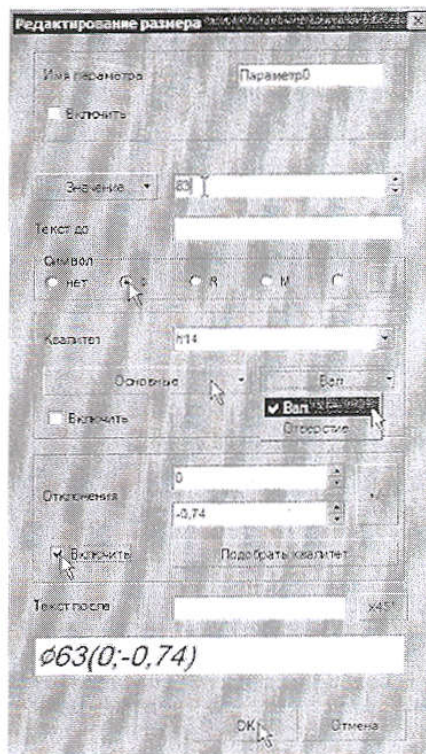 Редактирование размера
Имя параметра
Параметр0
Включить
Значение
63
Текст до
Символ
нет
R
M
Квалитет
h14
Основные
Вал
Включить
Вал
Отверстие
0
Отклонения
+/-
-0,74
Включить
Подобрать квалитет
Текст после
x45°
⌀63(0;-0,74)
OK
Отмена